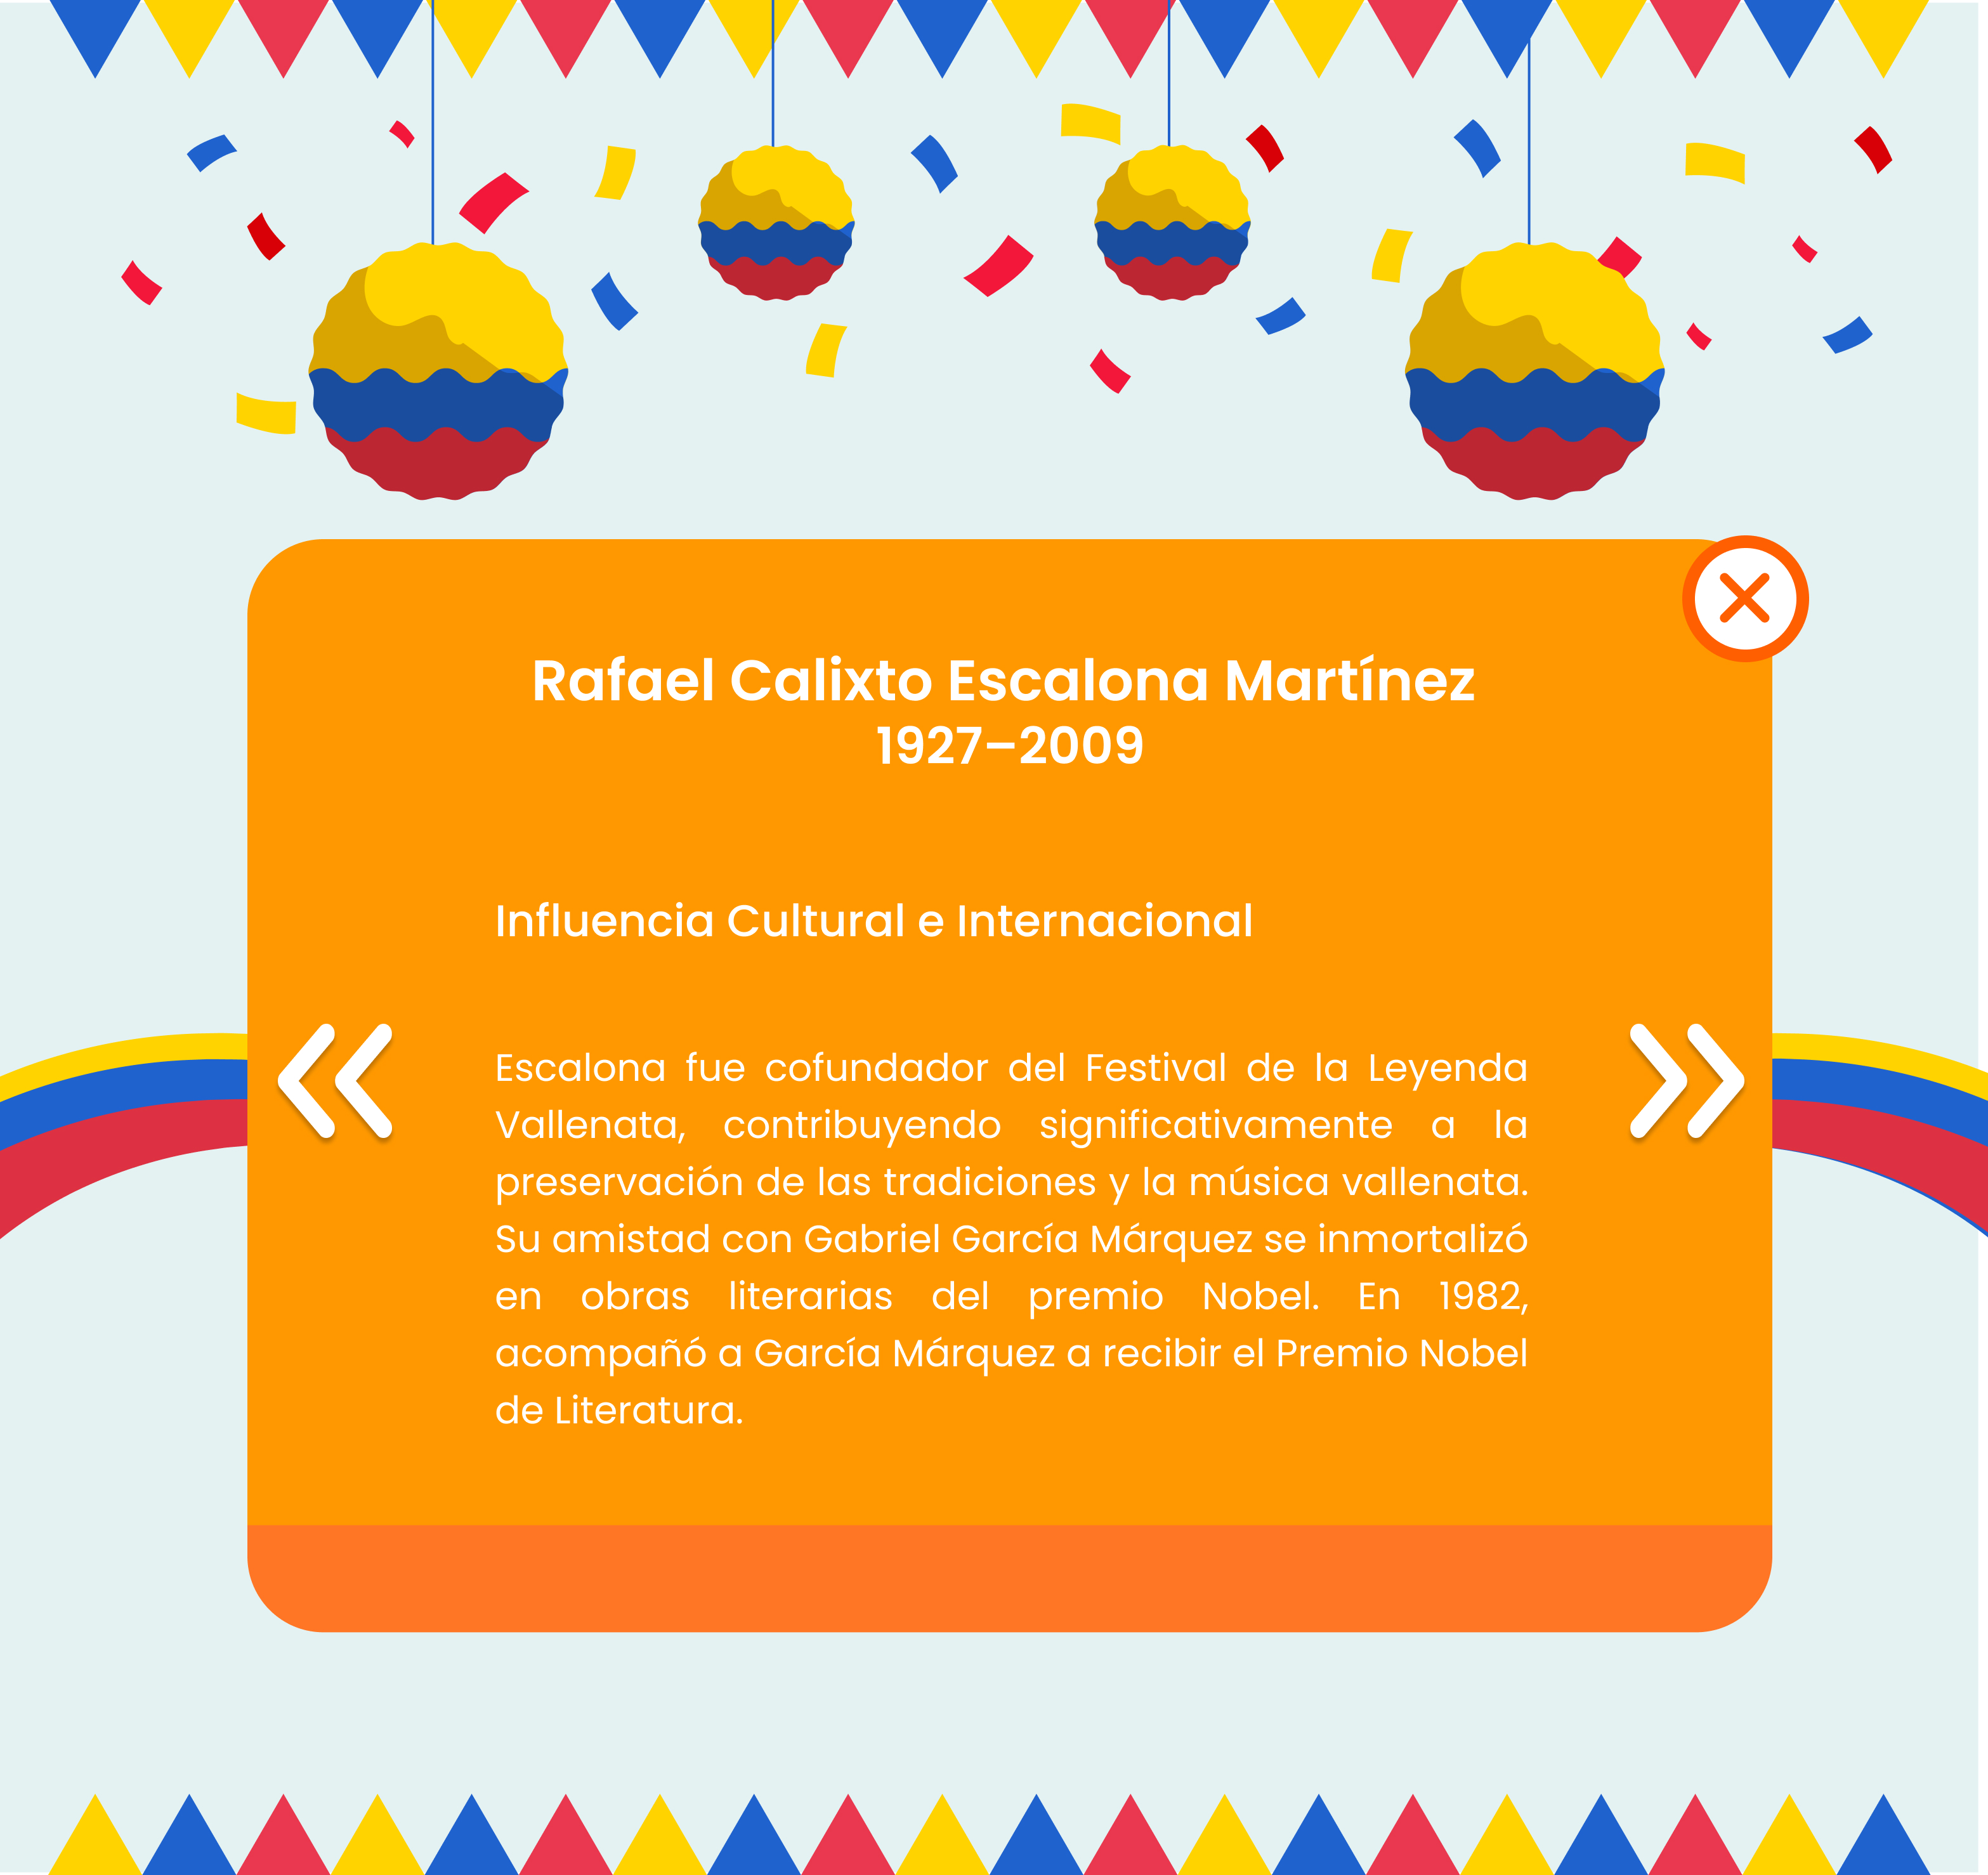 Rafael Calixto Escalona Martínez
1927–2009
Influencia Cultural e Internacional
Escalona fue cofundador del Festival de la Leyenda
Vallenata, contribuyendo significativamente a la
preservación de las tradiciones y la música vallenata.
Su amistad con Gabriel García Márquez se inmortalizó
en obras literarias del premio Nobel. En 1982,
acompañó a García Márquez a recibir el Premio Nobel
de Literatura.